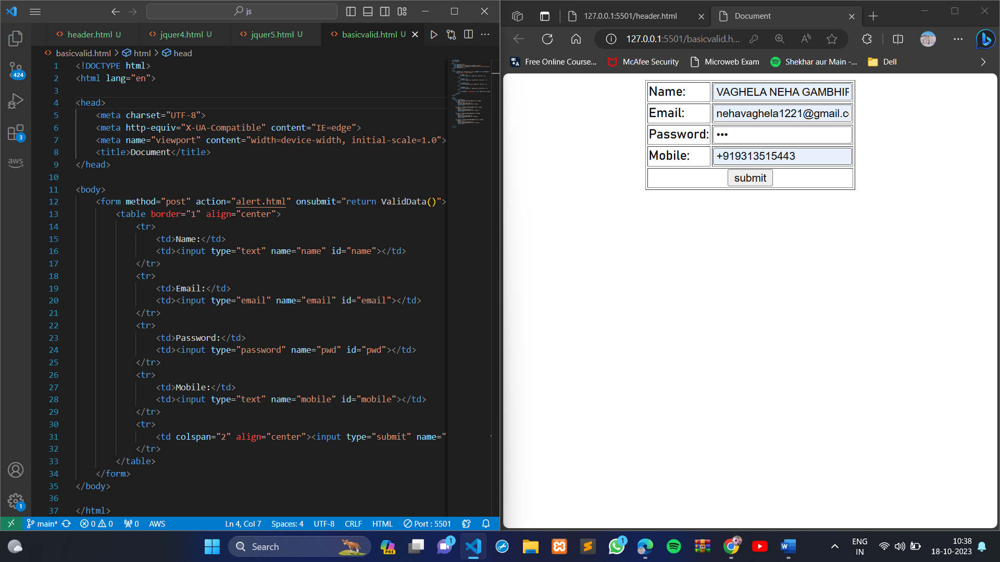 js
header.html U
jquer4.html U
jquer5.html U
basicvalid.html U
basicvalid.html > html > head
1 <!DOCTYPE html>
2 <html lang="en">
3
4 <head>
5 <meta charset="UTF-8">
6 <meta http-equiv="X-UA-Compatible" content="IE=edge">
7 <meta name="viewport" content="width=device-width, initial-scale=1.0">
8 <title>Document</title>
9 </head>
10
11 <body>
12 <form method="post" action="alert.html" onsubmit="return ValidData()">
13 <table border="1" align="center">
14 <tr>
15 <td>Name:</td>
16 <td><input type="text" name="name" id="name"></td>
17 </tr>
18 <tr>
19 <td>Email:</td>
20 <td><input type="email" name="email" id="email"></td>
21 </tr>
22 <tr>
23 <td>Password:</td>
24 <td><input type="password" name="pwd" id="pwd"></td>
25 </tr>
26 <tr>
27 <td>Mobile:</td>
28 <td><input type="text" name="mobile" id="mobile"></td>
29 </tr>
30 <tr>
31 <td colspan="2" align="center"><input type="submit" name="
32 </tr>
33 </table>
34 </form>
35 </body>
36
37 </html>
424
3
aws
1
main* 0 0 0 AWS Ln 4, Col 7 Spaces: 4 UTF-8 CRLF HTML Port : 5501
127.0.0.1:5501/header.html
Document
127.0.0.1:5501/basicvalid.h...
Free Online Course...
McAfee Security
Microweb Exam
Shekhar aur Main -...
Dell
Name: VAGHELA NEHA GAMBHIR
Email: nehavaghela1221@gmail.c
Password: •••
Mobile: +919313515443
submit
Search
PRE
1
1
ENG
IN
10:38
18-10-2023